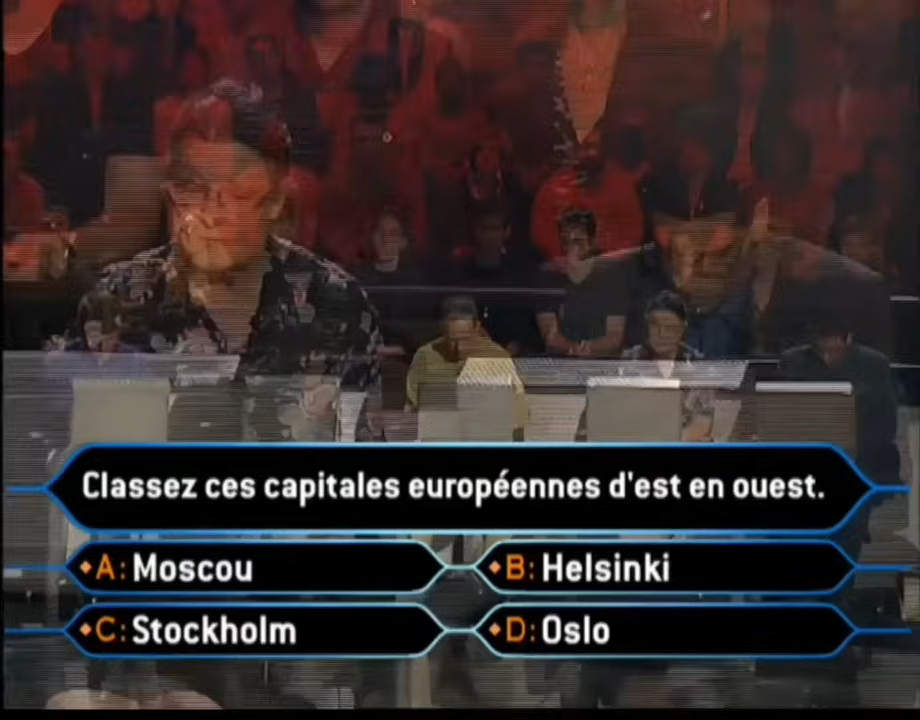 Classez ces capitales européennes d'est en ouest.
A: Moscou
B: Helsinki
C: Stockholm
D: Oslo